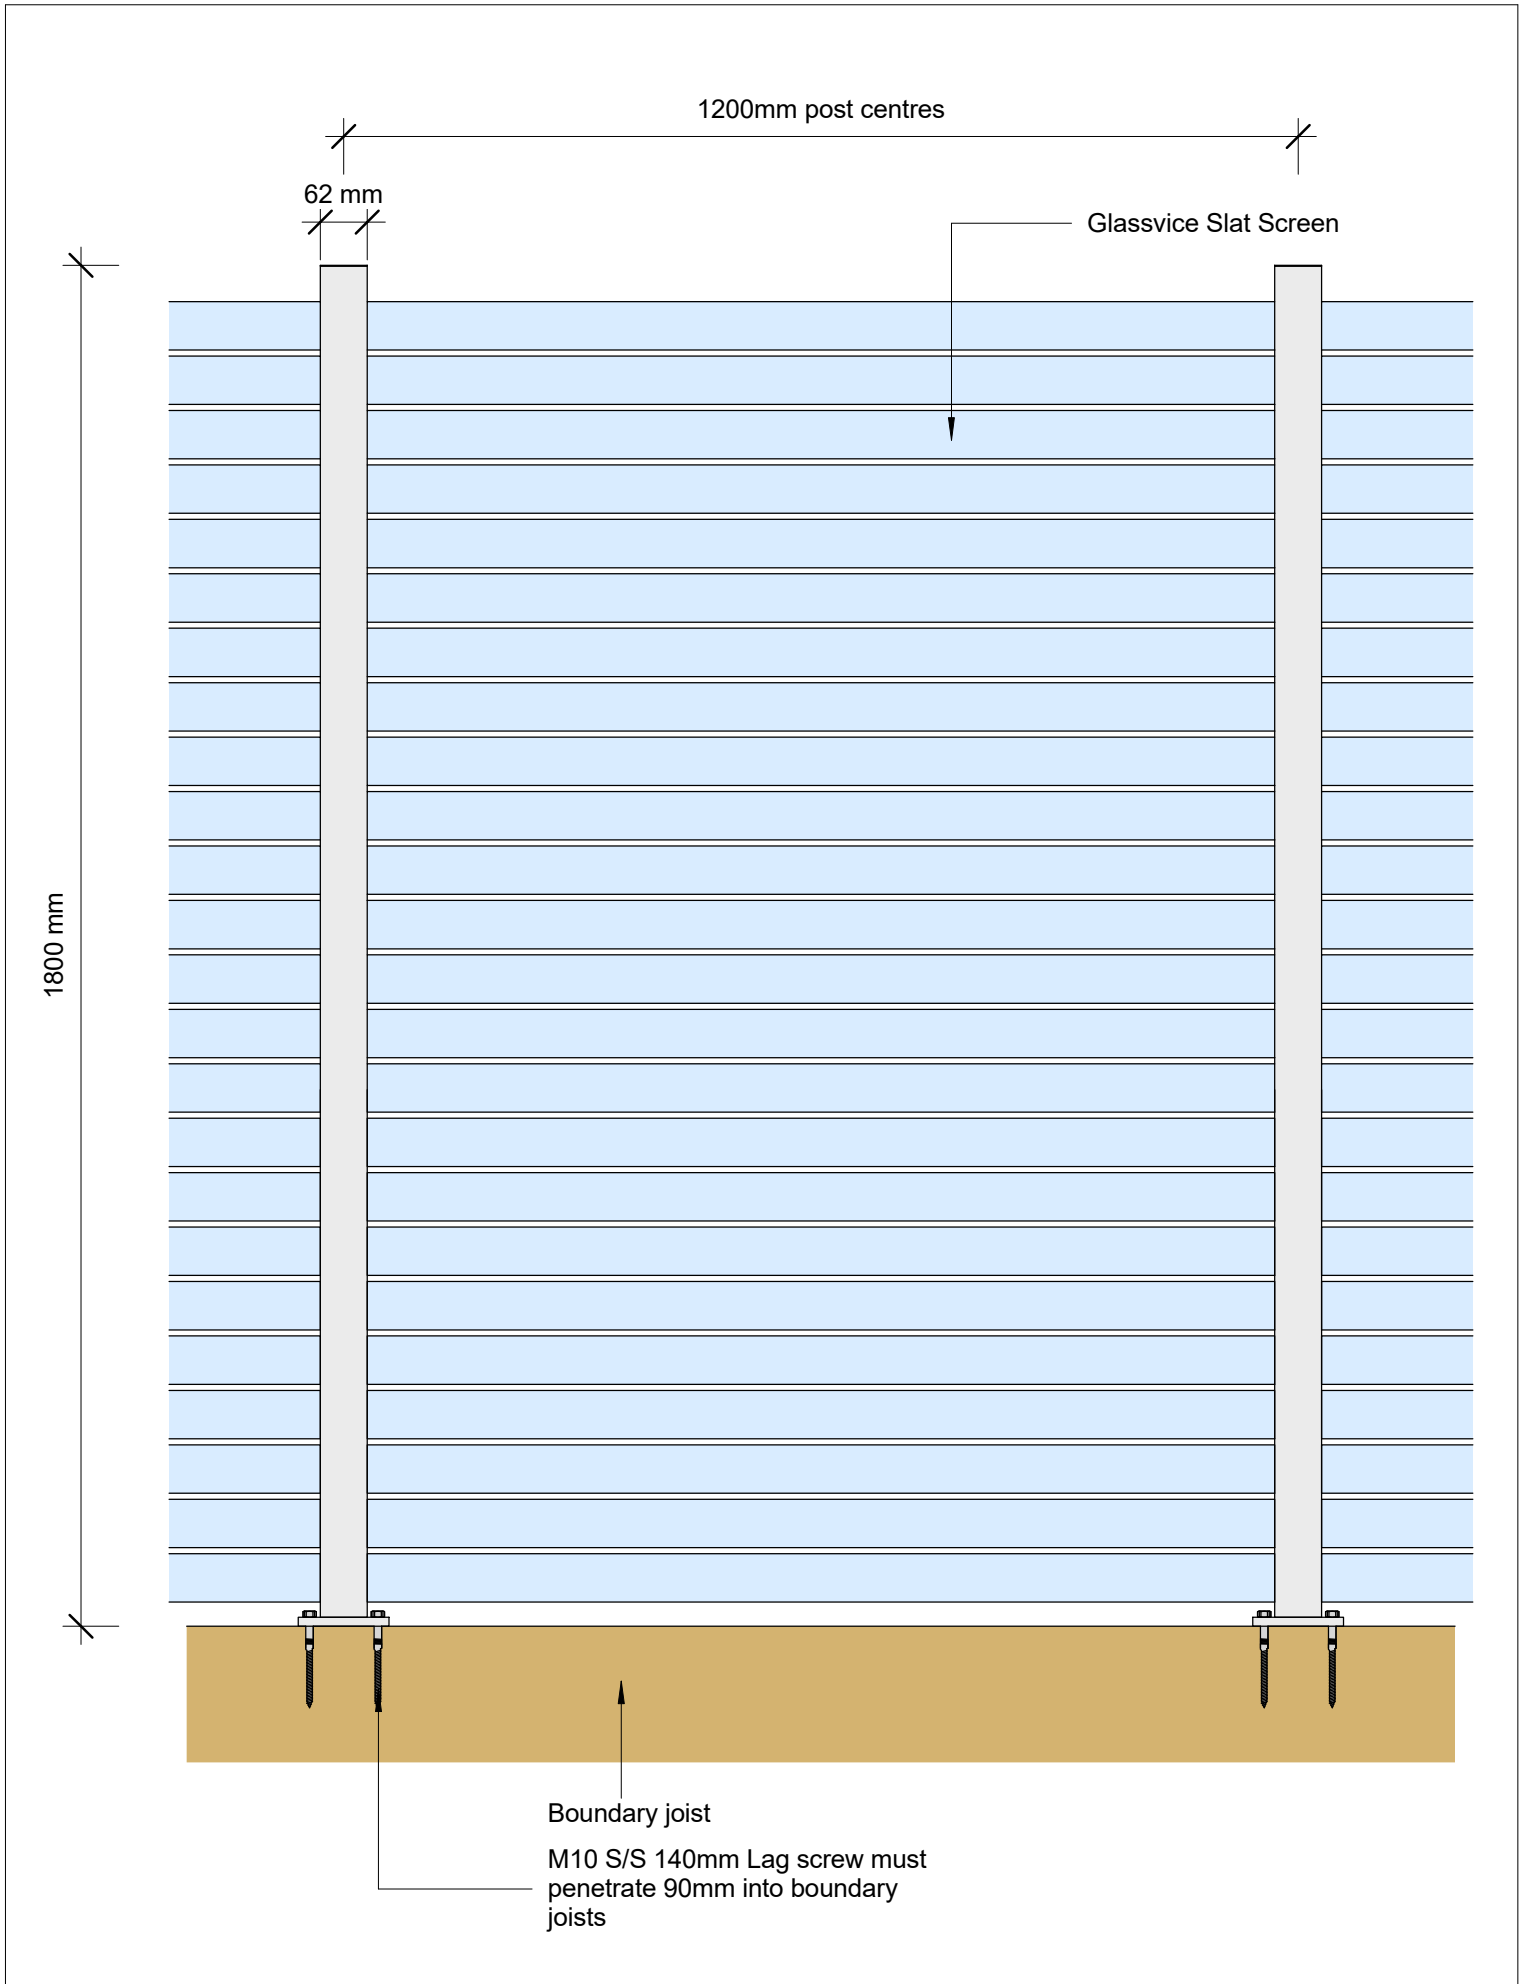 1200mm post centres
62 mm
Glassvice Slat Screen
1800 mm
Boundary joist
M10 S/S 140mm Lag screw must
penetrate 90mm into boundary
joists